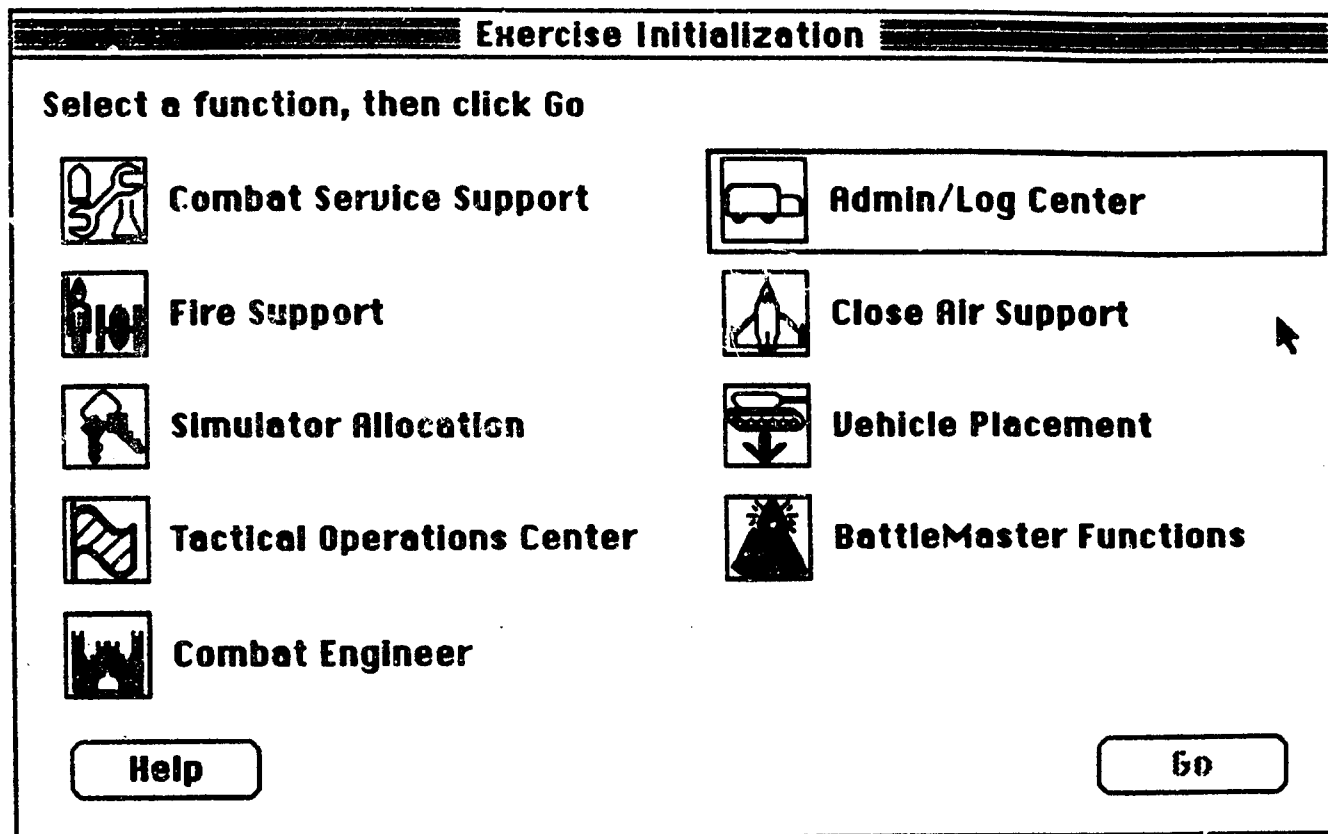 Exercise Initialization
Select a function, then click Go
Combat Service Support
Admin/Log Center
Fire Support
Close Air Support
Simulator Allocation
Vehicle Placement
Tactical Operations Center
BattleMaster Functions
Combat Engineer
Help
Go